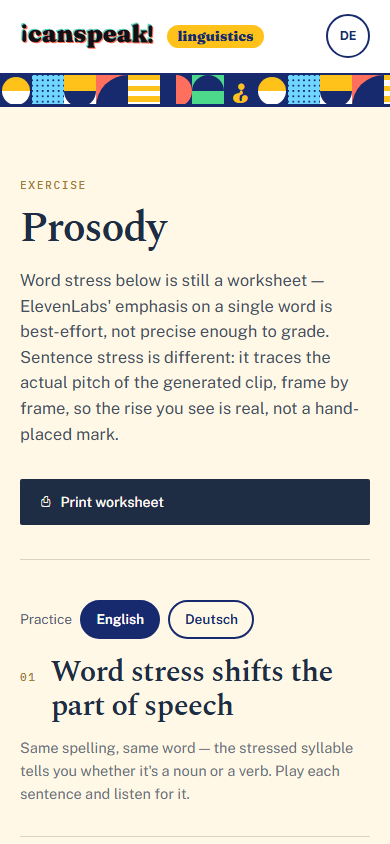 ¡canspeak!
linguistics
DE
EXERCISE
Prosody
Word stress below is still a worksheet —
ElevenLabs' emphasis on a single word is
best-effort, not precise enough to grade.
Sentence stress is different: it traces the
actual pitch of the generated clip, frame by
frame, so the rise you see is real, not a hand-
placed mark.
Print worksheet
Practice
English
Deutsch
01
Word stress shifts the
part of speech
Same spelling, same word — the stressed syllable
tells you whether it's a noun or a verb. Play each
sentence and listen for it.